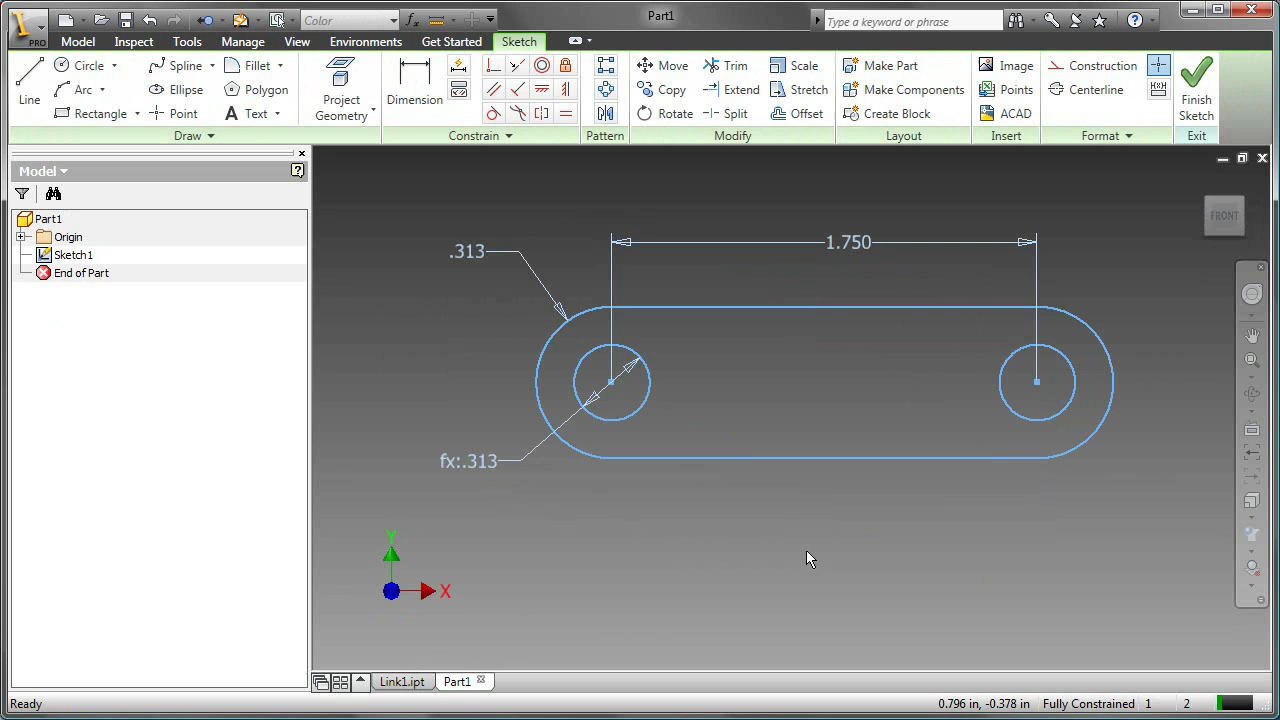 Color
Part1
Type a keyword or phrase
PRO
Model Inspect Tools Manage View Environments Get Started Sketch
Line
Circle
Arc
Rectangle
Spline
Ellipse
Point
Fillet
Polygon
Text
Project
Geometry
Dimension
Move
Copy
Rotate
Trim
Extend
Split
Scale
Stretch
Offset
Make Part
Make Components
Create Block
Image
Points
ACAD
Construction
Centerline
Finish
Sketch
Draw Constrain Pattern Modify Layout Insert Format Exit
Model
Part1
Origin
Sketch1
End of Part
FRONT
1.750
.313
fx:.313
Y
X
Link1.ipt Part1
Ready 0.796 in, -0.378 in Fully Constrained 1 2